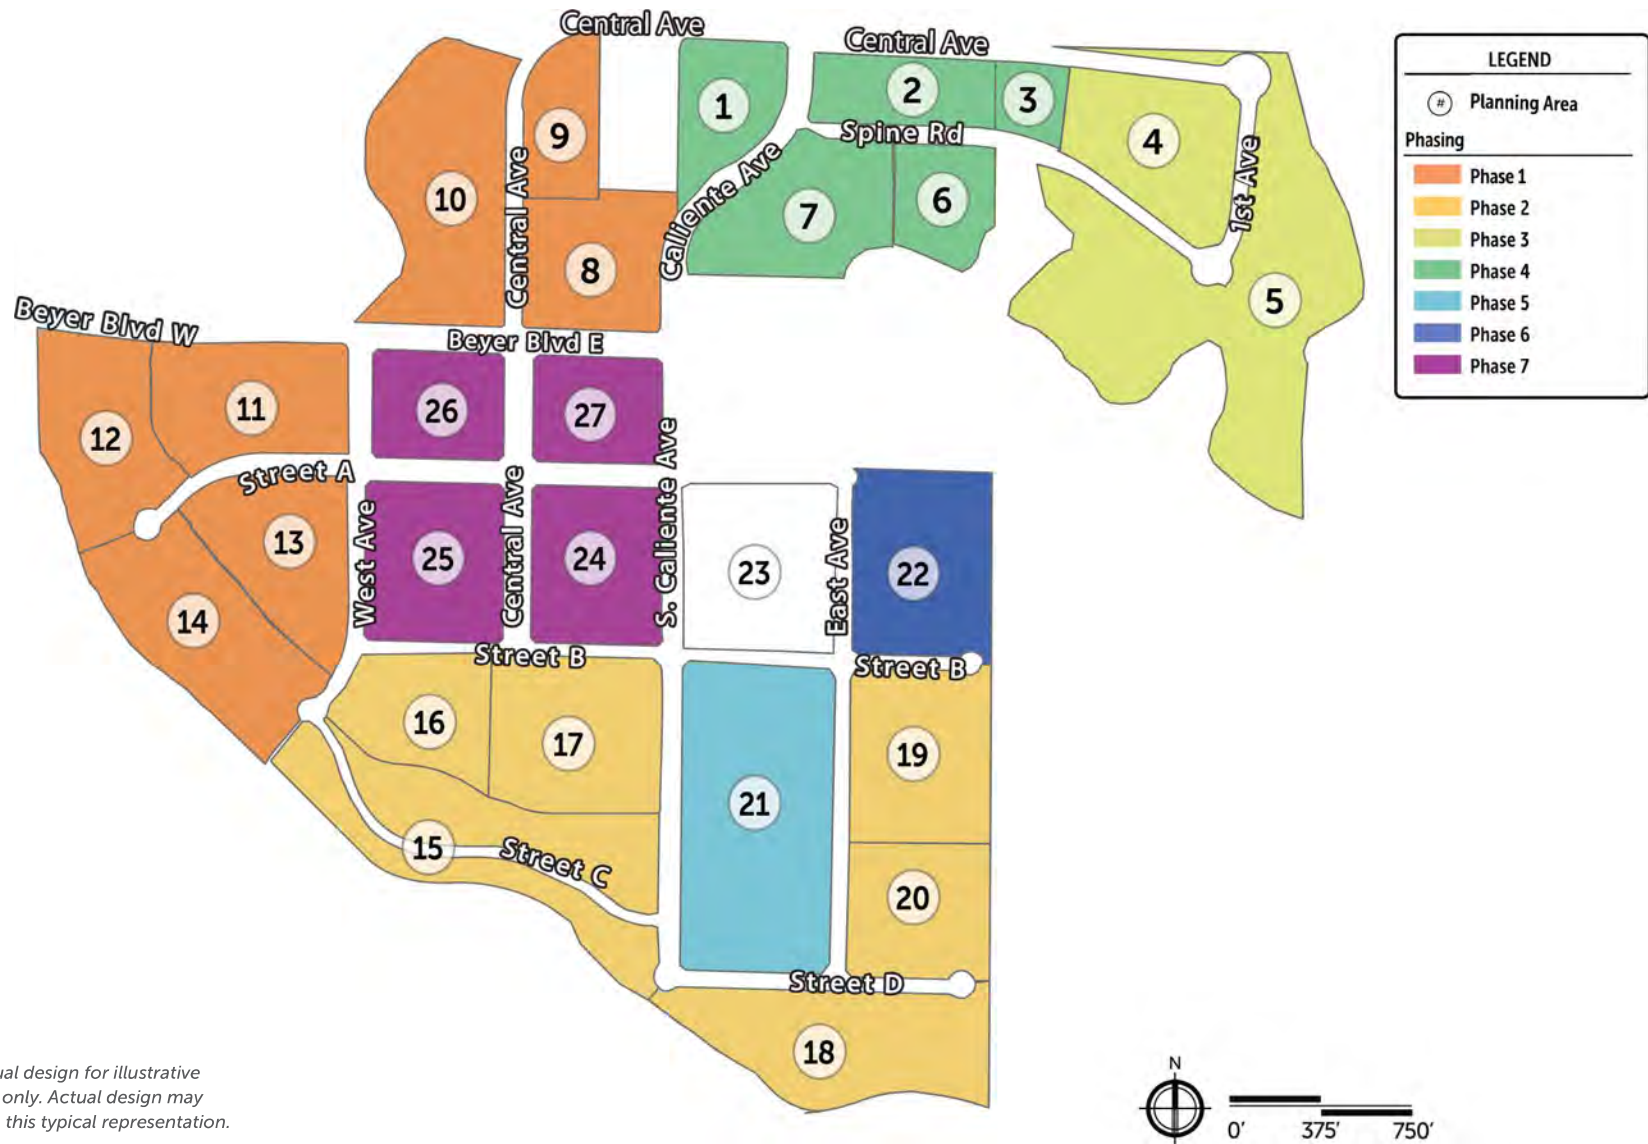 Central Ave
Central Ave
LEGEND
# Planning Area
Phasing
Phase 1
Phase 2
Phase 3
Phase 4
Phase 5
Phase 6
Phase 7
1
2
3
4
Spine Rd
9
10
Central Ave
Caliente Ave
7
6
1st Ave
8
5
Beyer Blvd W
Beyer Blvd E
26
27
11
12
Street A
S. Caliente Ave
13
West Ave
25
Central Ave
24
23
East Ave
22
14
Street B
Street B
16
17
19
21
15
Street C
20
Street D
18
ual design for illustrative
only. Actual design may
this typical representation.
N
0' 375' 750'